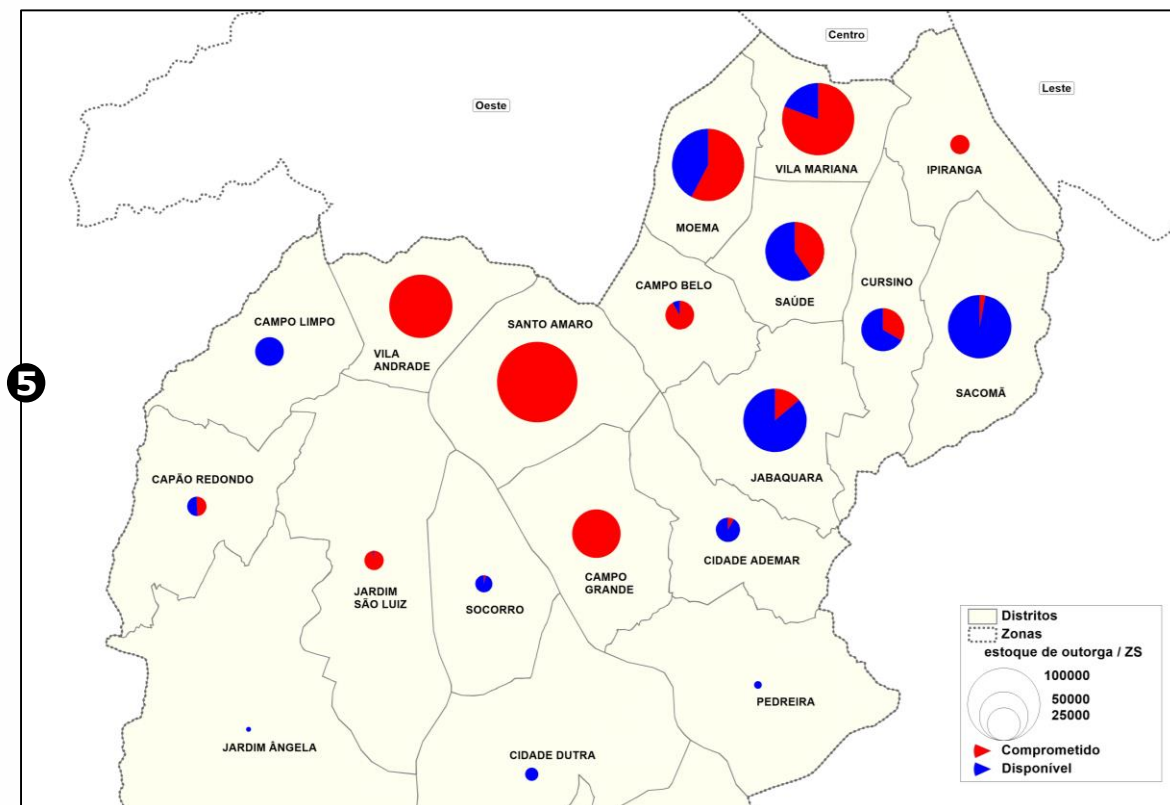 Centro
Oeste
Leste
VILA MARIANA
IPIRANGA
MOEMA
CAMPO BELO
SAÚDE
CURSINO
CAMPO LIMPO
SANTO AMARO
VILA
ANDRADE
5
SACOMÃ
CAPÃO REDONDO
JABAQUARA
CIDADE ADEMAR
JARDIM
SÃO LUIZ
SOCORRO
CAMPO
GRANDE
PEDREIRA
JARDIM ÂNGELA
CIDADE DUTRA
Distritos
Zonas
estoque de outorga / ZS
100000
50000
25000
Comprometido
Disponível